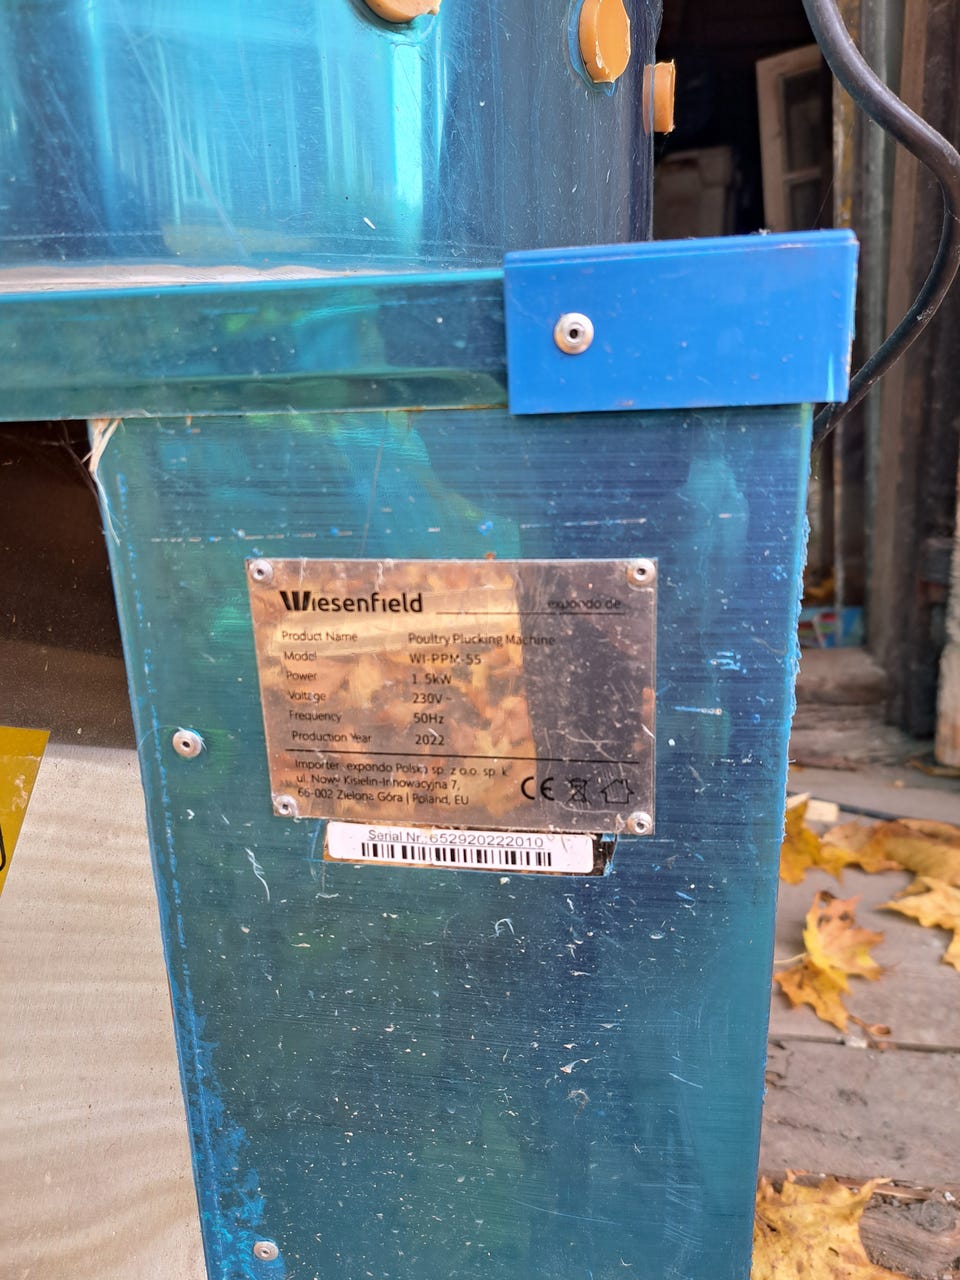 Wiesenfield expondo.de
Product Name Poultry Plucking Machine
Model WI-PPM-55
Power 1.5kW
Voltage 230V~
Frequency 50Hz
Production Year 2022
Importer: expondo Polska sp. z o.o. sp. k.
ul. Nowy Kisielin-Innowacyjna 7,
66-002 Zielona Góra | Poland, EU
CE
Serial Nr.: 652920222010